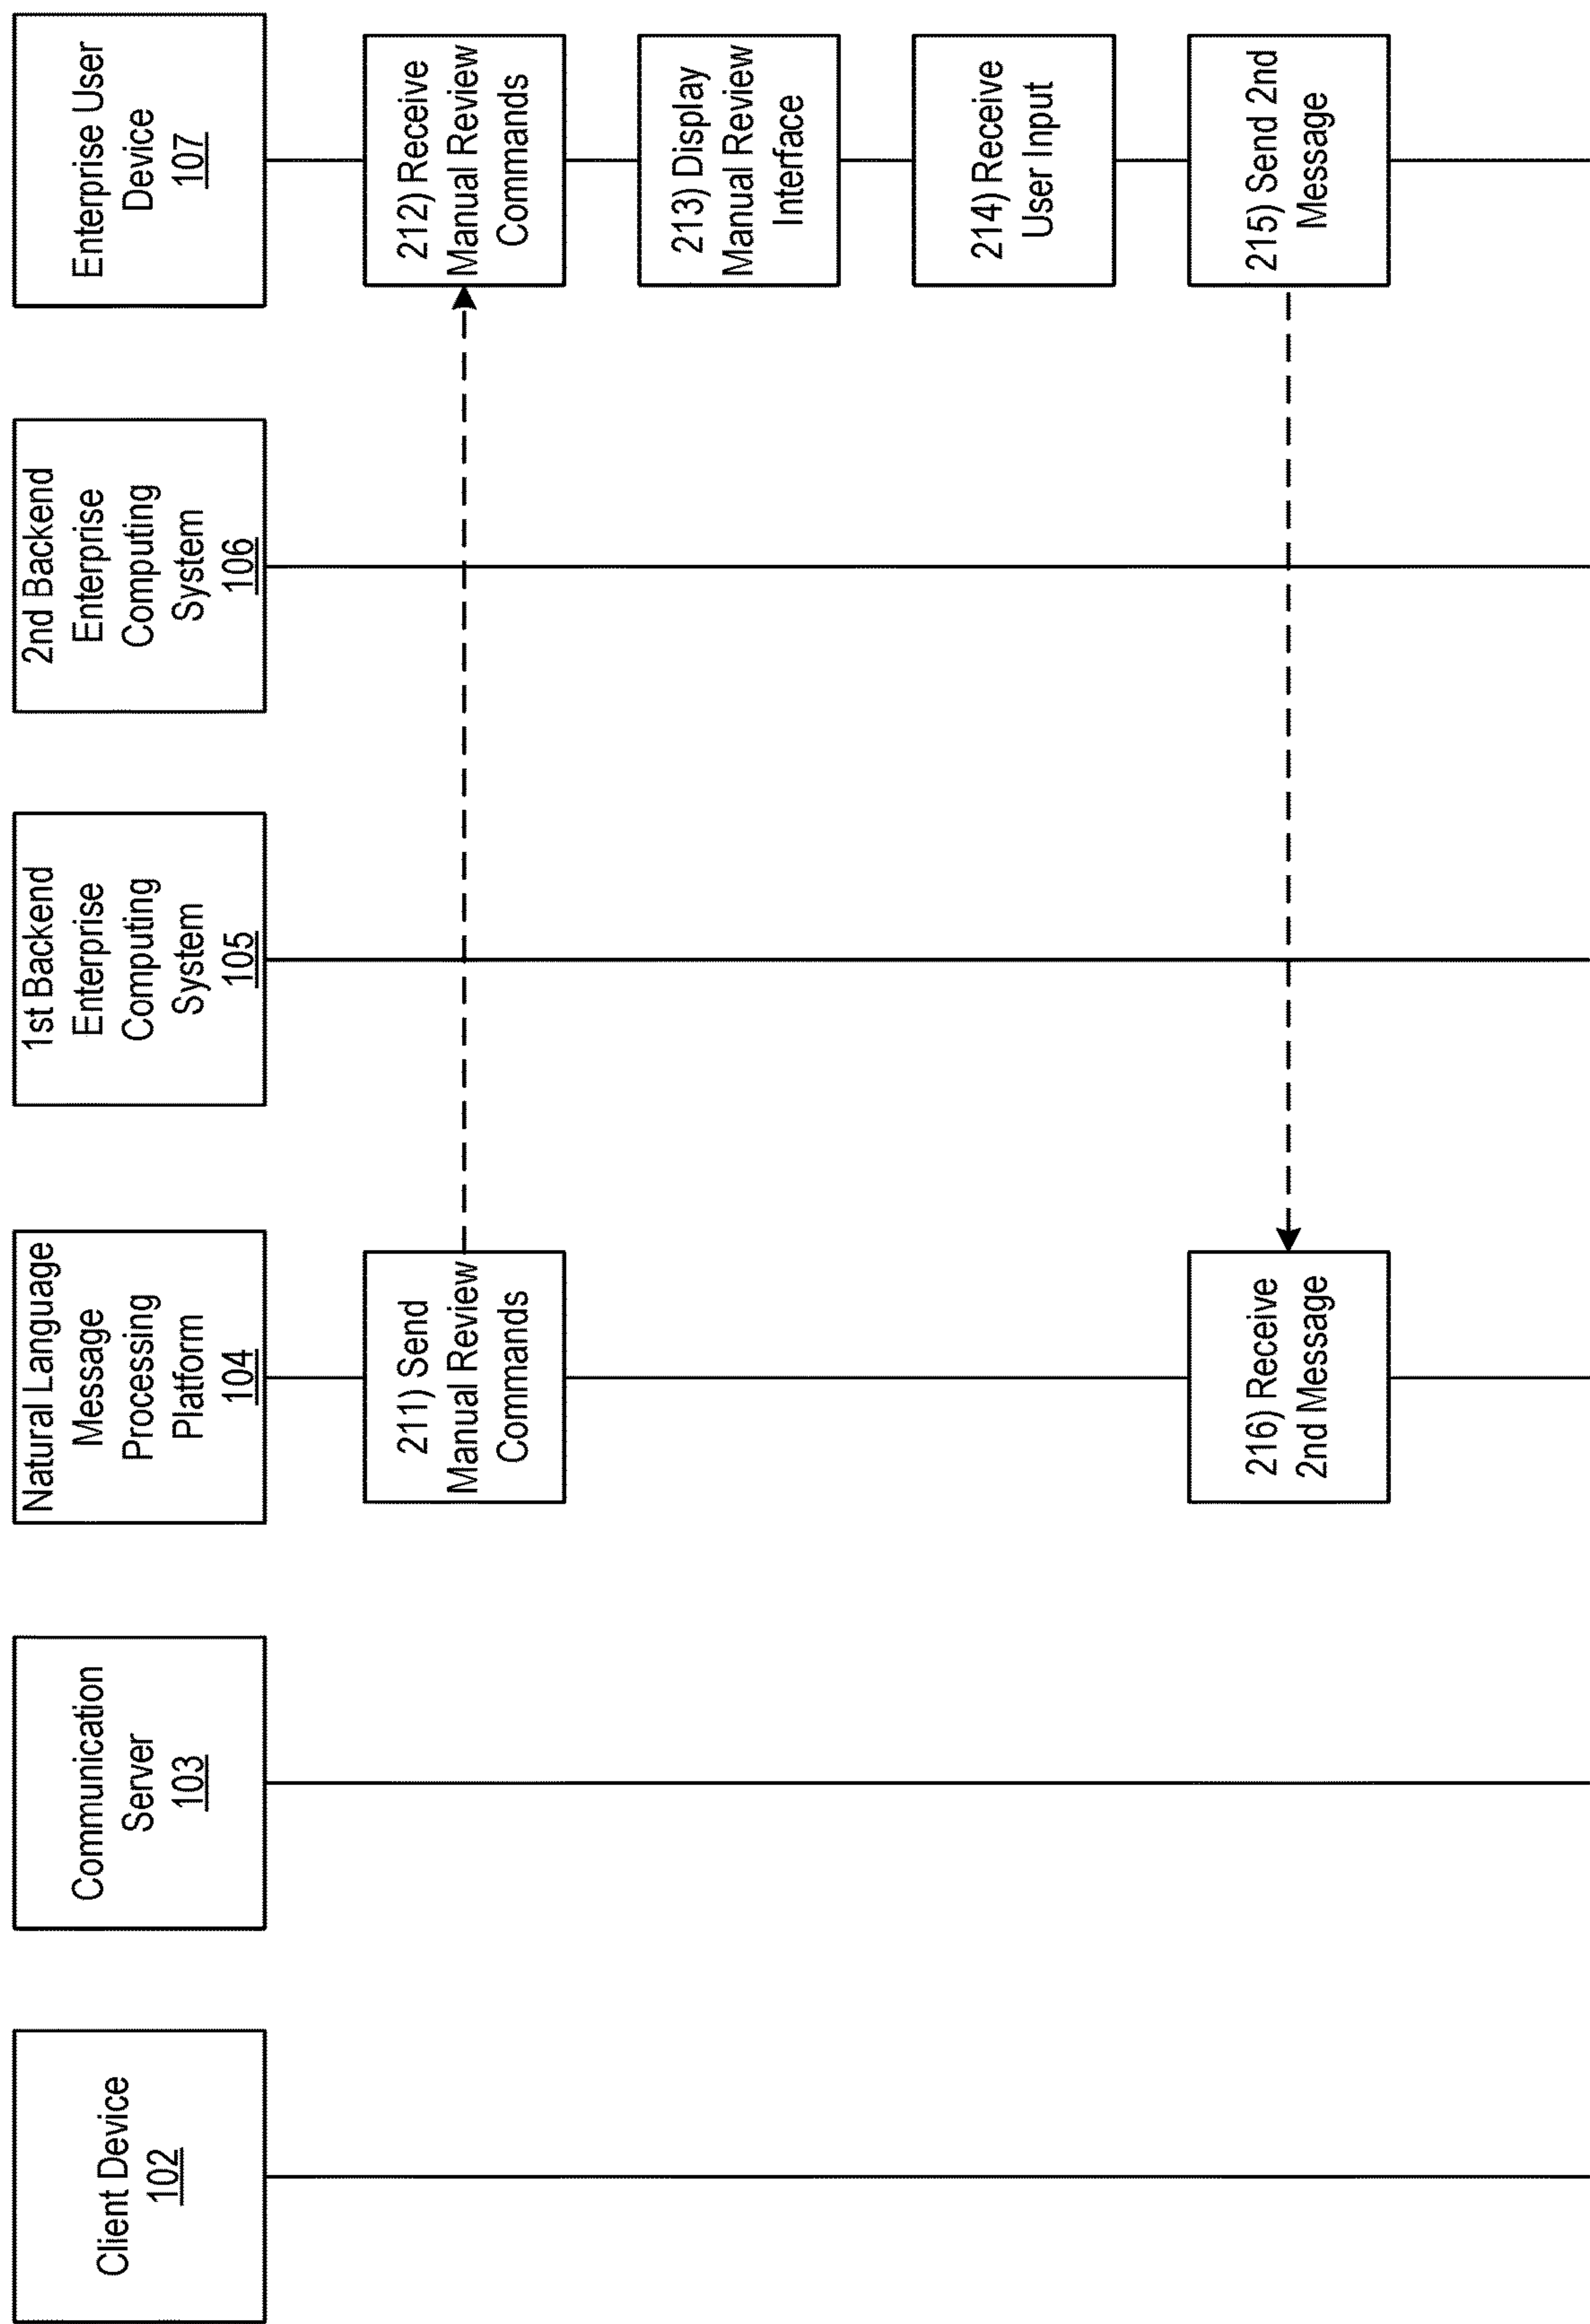 Client Device
102
Communication
Server
103
Natural Language
Message
Processing
Platform
104
1st Backend
Enterprise
Computing
System
105
2nd Backend
Enterprise
Computing
System
106
Enterprise User
Device
107
211) Send
Manual Review
Commands
212) Receive
Manual Review
Commands
213) Display
Manual Review
Interface
214) Receive
User Input
215) Send 2nd
Message
216) Receive
2nd Message